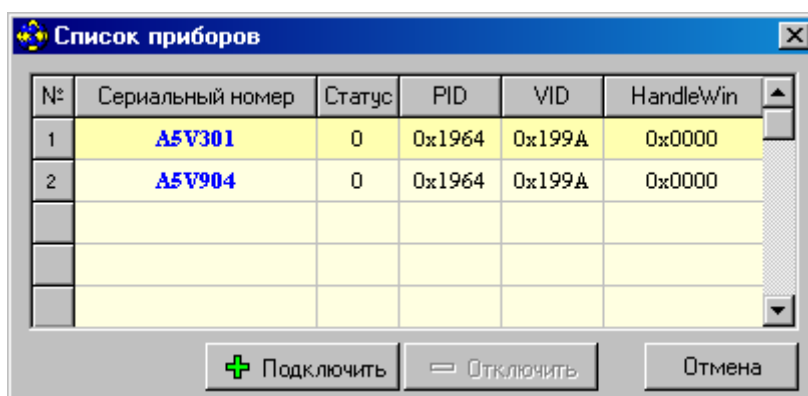 Список приборов
№ Сериальный номер Статус PID VID HandleWin
1 A5V301 0 0x1964 0x199A 0x0000
2 A5V904 0 0x1964 0x199A 0x0000
Подключить Отключить Отмена